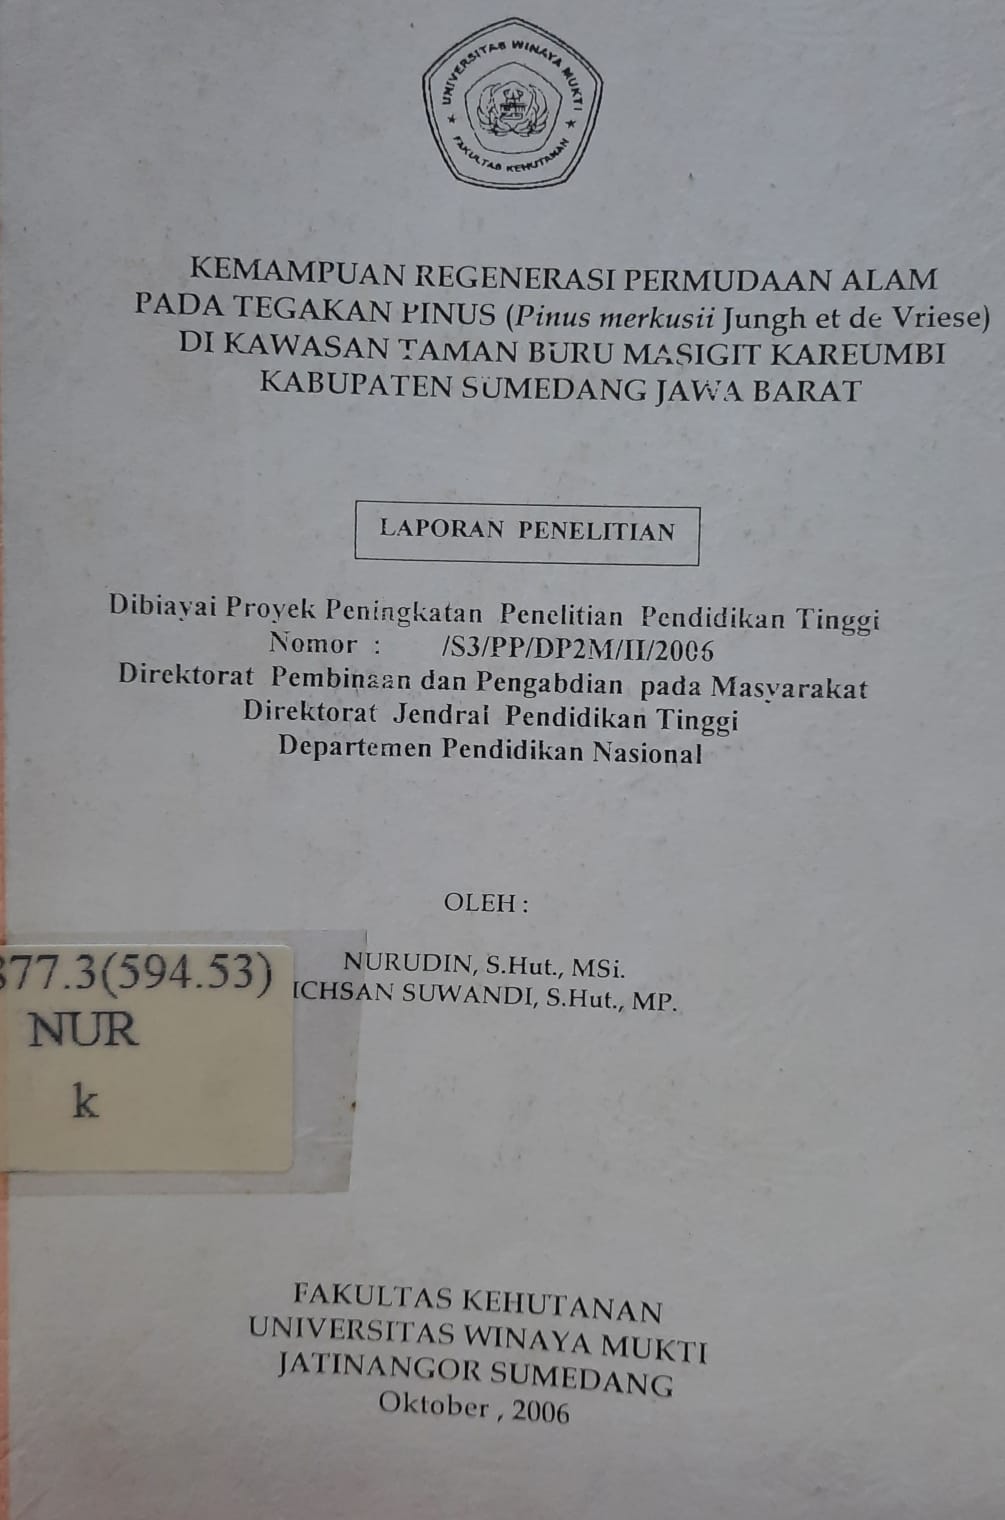 UNIVERSITAS WINAYA MUKTI
FAKULTAS KEHUTANAN
KEMAMPUAN REGENERASI PERMUDAAN ALAM
PADA TEGAKAN PINUS (Pinus merkusii Jungh et de Vriese)
DI KAWASAN TAMAN BURU MASIGIT KAREUMBI
KABUPATEN SUMEDANG JAWA BARAT
LAPORAN PENELITIAN
Dibiayai Proyek Peningkatan Penelitian Pendidikan Tinggi
Nomor : /S3/PP/DP2M/II/2006
Direktorat Pembinaan dan Pengabdian pada Masyarakat
Direktorat Jendral Pendidikan Tinggi
Departemen Pendidikan Nasional
OLEH :
NURUDIN, S.Hut., MSi.
ICHSAN SUWANDI, S.Hut., MP.
877.3(594.53)
NUR
k
FAKULTAS KEHUTANAN
UNIVERSITAS WINAYA MUKTI
JATINANGOR SUMEDANG
Oktober , 2006